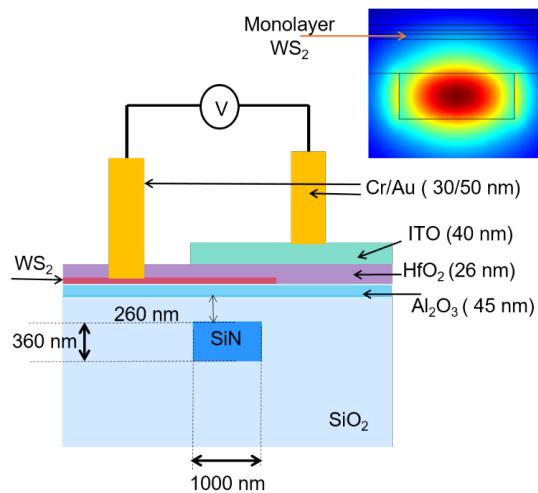 Monolayer
WS₂
V
Cr/Au ( 30/50 nm)
ITO (40 nm)
WS₂
HfO₂ (26 nm)
Al₂O₃ ( 45 nm)
260 nm
360 nm
SiN
SiO₂
1000 nm